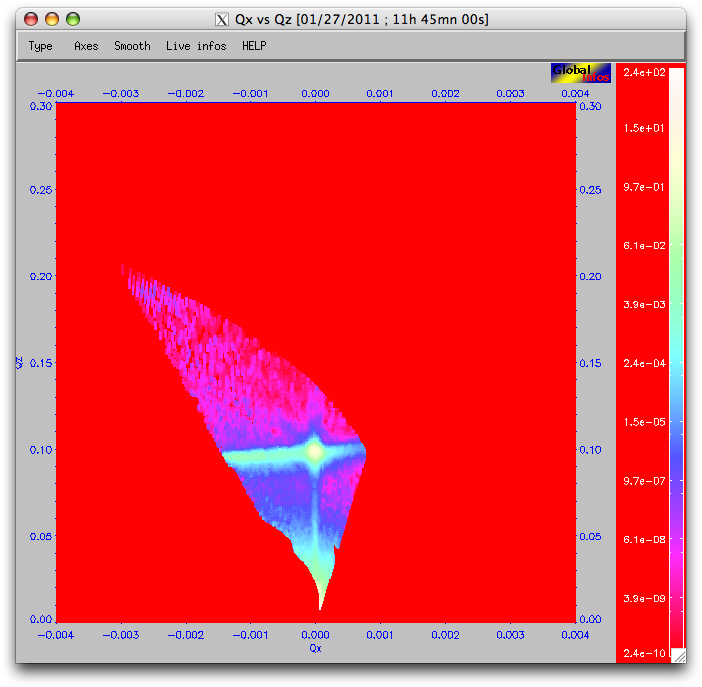 X Qx vs Qz [01/27/2011 ; 11h 45mn 00s]
Type Axes Smooth Live infos HELP
Global
Infos
−0.004 −0.003 −0.002 −0.001 0.000 0.001 0.002 0.003 0.004
0.30 0.30
0.25 0.25
0.20 0.20
0.15 0.15
Qz
0.10 0.10
0.05 0.05
0.00 0.00
−0.004 −0.003 −0.002 −0.001 0.000 0.001 0.002 0.003 0.004
Qx
2.4e+02
1.5e+01
9.7e−01
6.1e−02
3.9e−03
2.4e−04
1.5e−05
9.7e−07
6.1e−08
3.9e−09
2.4e−10